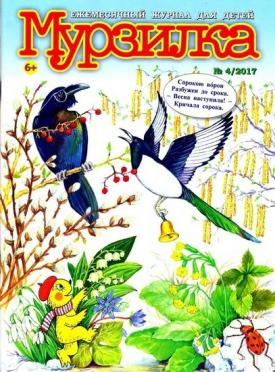 ЕЖЕМЕСЯЧНЫЙ ЖУРНАЛ ДЛЯ ДЕТЕЙ
Мурзилка
6+
№ 4/2017
Сорокою ворон
Разбужен до срока.
– Весна наступила! –
Кричала сорока.